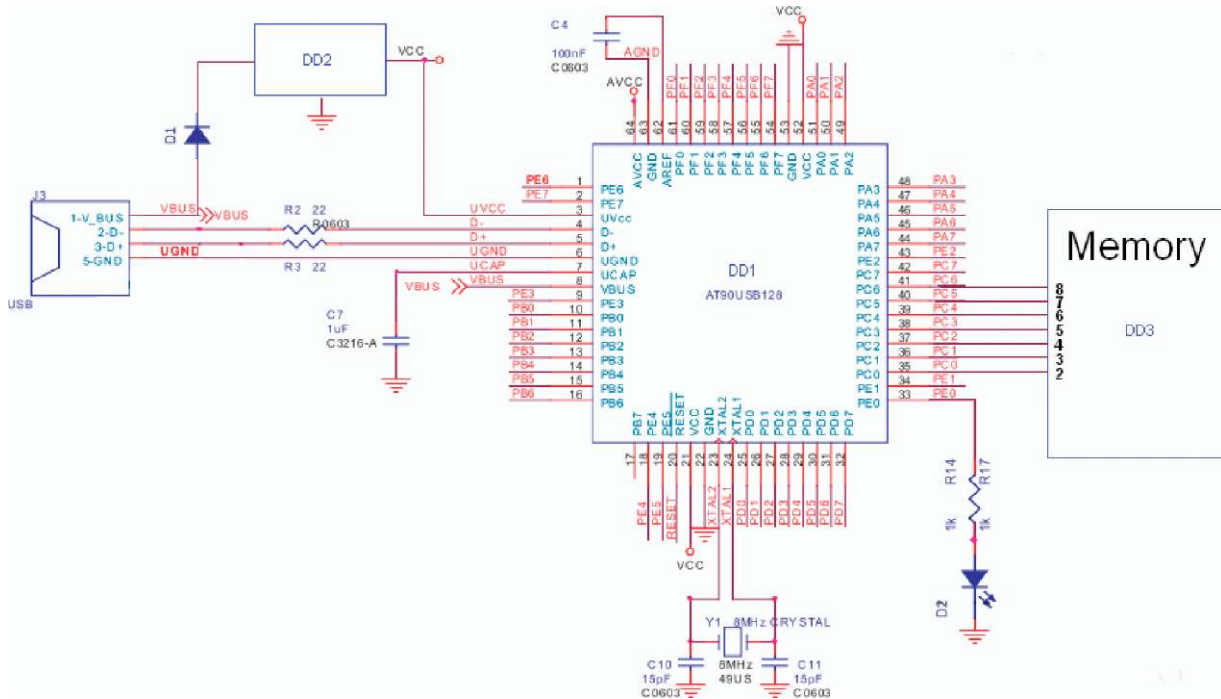 VCC
C4
100nF
C0603
AGND
AVCC
DD2
VCC
D1
PF0
PF1
PF2
PF3
PF4
PF5
PF6
PF7
PA0
PA1
PA2
64
63
62
61
60
59
58
57
56
55
54
53
52
51
50
49
AVCC
GND
AREF
PF0
PF1
PF2
PF3
PF4
PF5
PF6
PF7
GND
VCC
PA0
PA1
PA2
J3
1-V_BUS
2-D-
3-D+
5-GND
USB
VBUS
VBUS
R2 22
R0603
R3 22
UGND
UVCC
D-
D+
UGND
UCAP
VBUS
VBUS
C7
1uF
C3216-A
PE6 1 PE6
PE7 2 PE7
3 UVcc
4 D-
5 D+
6 UGND
7 UCAP
8 VBUS
PE3 9 PE3
PB0 10 PB0
PB1 11 PB1
PB2 12 PB2
PB3 13 PB3
PB4 14 PB4
PB5 15 PB5
PB6 16 PB6
DD1
AT90USB128
PA3 48 PA3
PA4 47 PA4
PA5 46 PA5
PA6 45 PA6
PA7 44 PA7
PE2 43 PE2
PC7 42 PC7
PC6 41 PC6
PC5 40 PC5
PC4 39 PC4
PC3 38 PC3
PC2 37 PC2
PC1 36 PC1
PC0 35 PC0
PE1 34 PE1
PE0 33 PE0
Memory
DD3
8
7
6
5
4
3
2
PB7
PE4
PE5
RESET
VCC
GND
XTAL2
XTAL1
PD0
PD1
PD2
PD3
PD4
PD5
PD6
PD7
17
18
19
20
21
22
23
24
25
26
27
28
29
30
31
32
PE4
PE5
RESET
XTAL2
XTAL1
PD0
PD1
PD2
PD3
PD4
PD5
PD6
PD7
VCC
R14
1k
R17
1k
D2
Y1 8MHz CRYSTAL
8MHz
49US
C10
15pF
C0603
C11
15pF
C0603